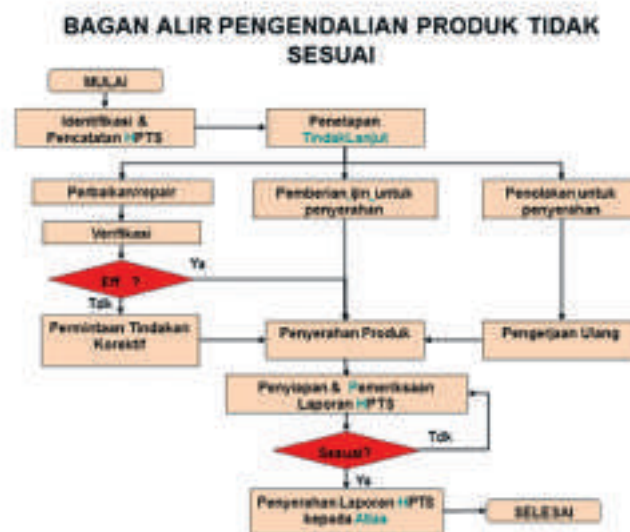 BAGAN ALIR PENGENDALIAN PRODUK TIDAK
SESUAI
MULAI
Identifikasi &
Pencatatan HPTS
Penetapan
TindakLanjut
Perbaikan/repair
Pemberian ijin untuk
penyerahan
Penolakan untuk
penyerahan
Verifikasi
Eff ?
Ya
Tdk
Permintaan Tindakan
Korektif
Penyerahan Produk
Pengerjaan Ulang
Penyiapan & Pemeriksaan
Laporan HPTS
Sesuai?
Tdk
Ya
Penyerahan Laporan HPTS
kepada
SELESAI